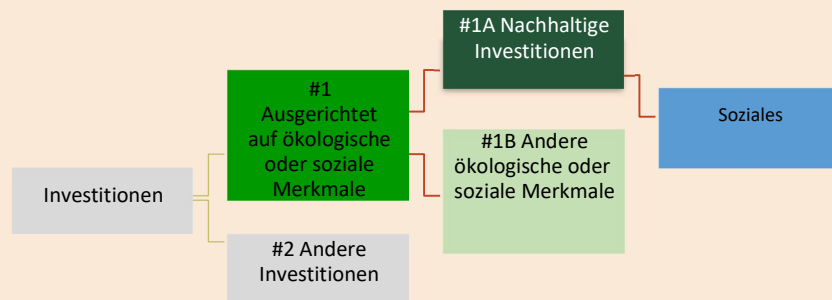 #1A Nachhaltige
Investitionen
#1
Ausgerichtet
auf ökologische
oder soziale
Merkmale
Soziales
#1B Andere
ökologische oder
soziale Merkmale
Investitionen
#2 Andere
Investitionen